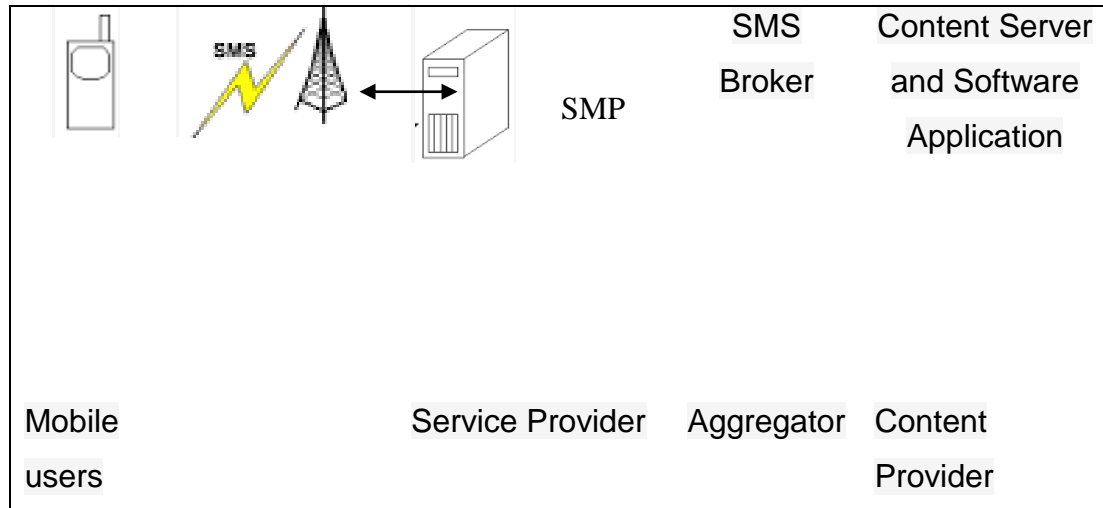 SMS
SMP
SMS
Broker
Content Server
and Software
Application
Mobile
users
Service Provider
Aggregator
Content
Provider